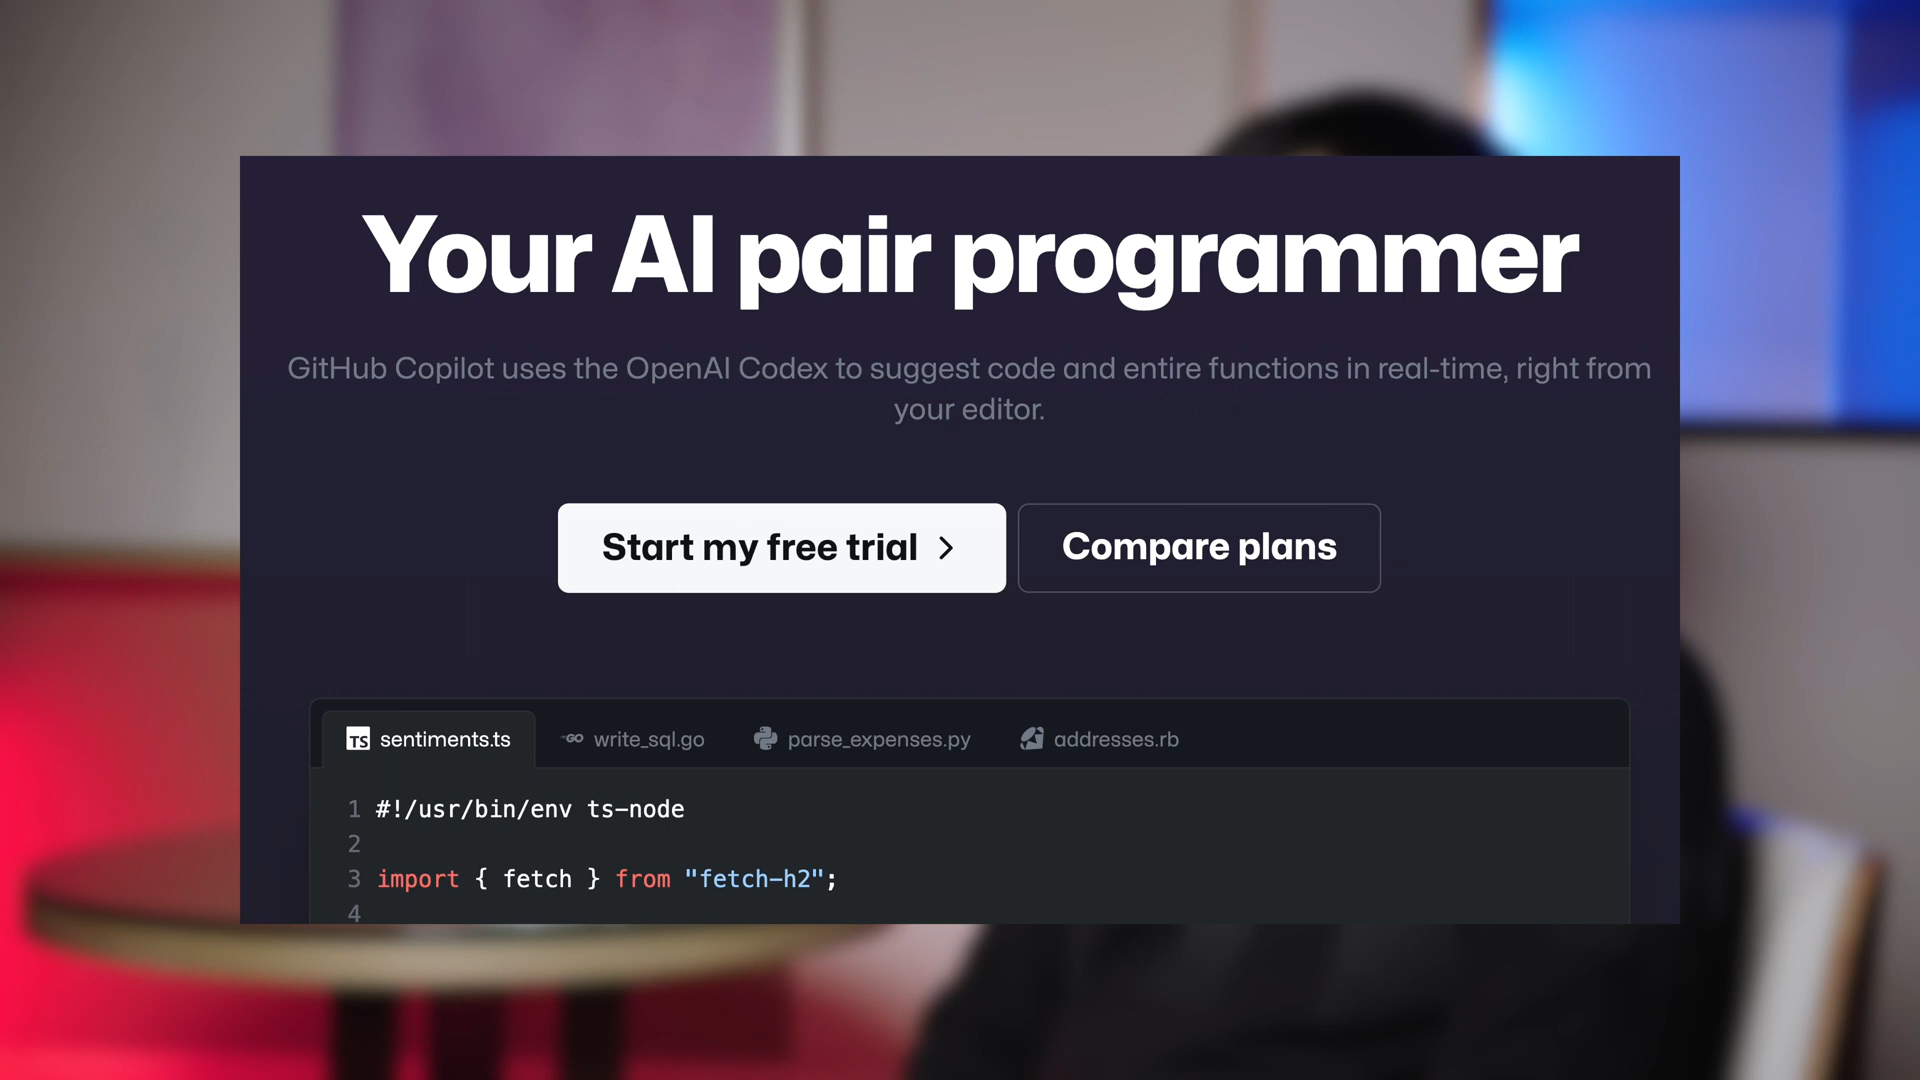 Your AI pair programmer
GitHub Copilot uses the OpenAI Codex to suggest code and entire functions in real-time, right from
your editor.
Start my free trial
Compare plans
TS sentiments.ts
GO write_sql.go
parse_expenses.py
addresses.rb
1 #!/usr/bin/env ts-node
2
3 import { fetch } from "fetch-h2";
4